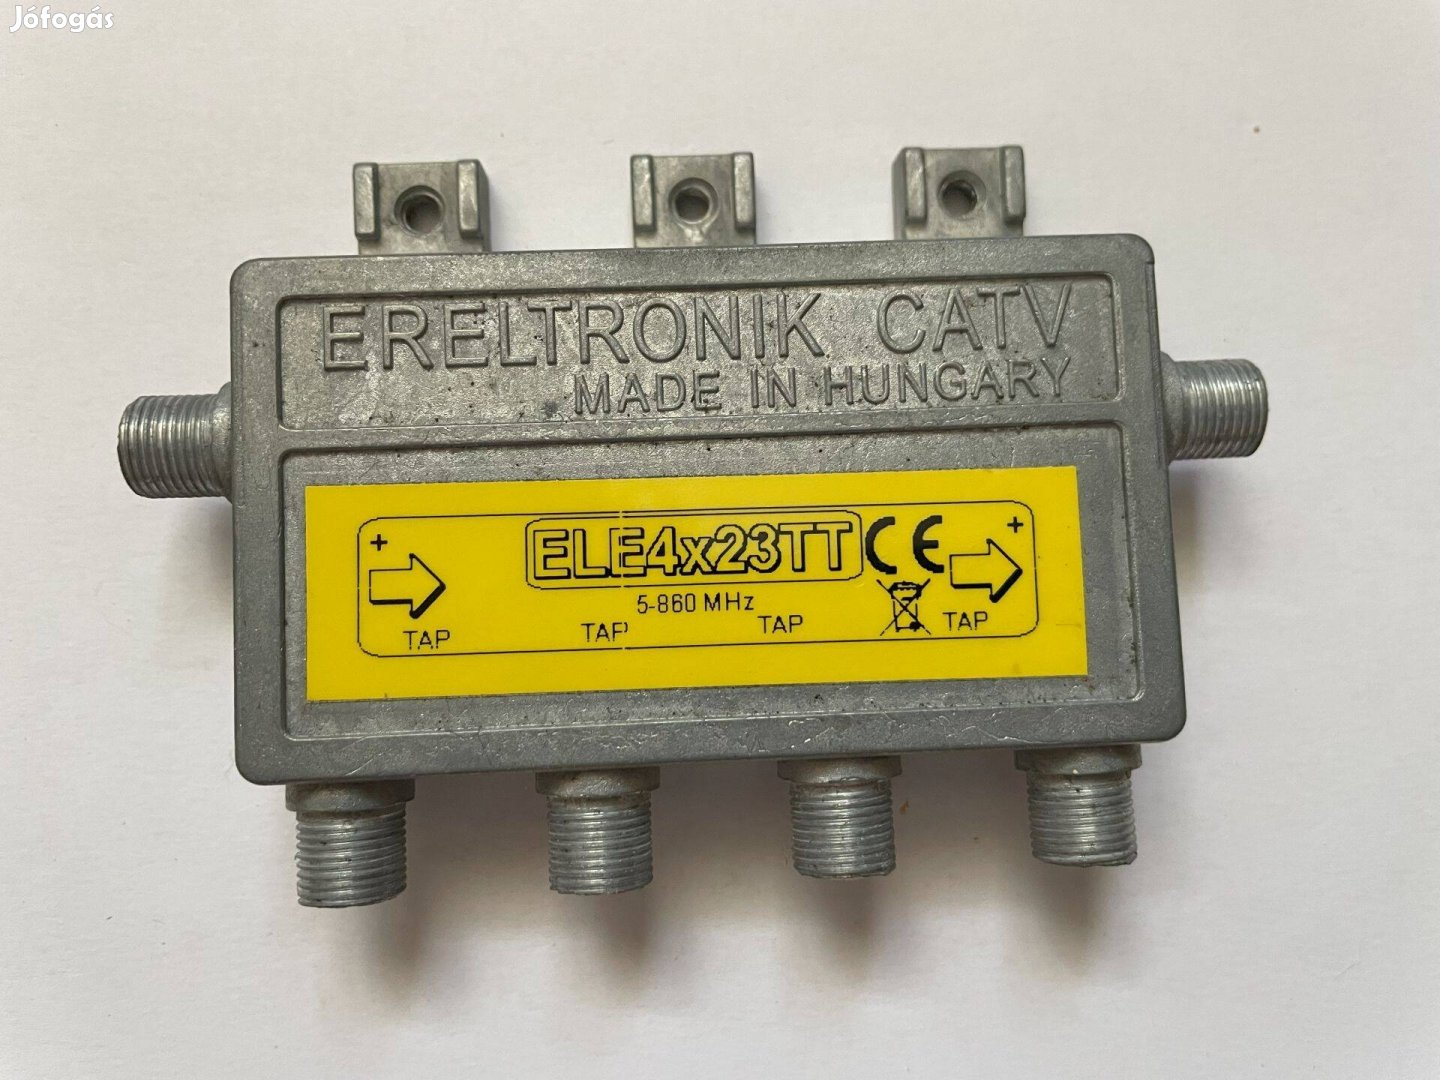 Jófogás
ERELTRONIK CATV
MADE IN HUNGARY
+ ELE4x23TT CE +
5-860 MHz
TAP TAP TAP TAP